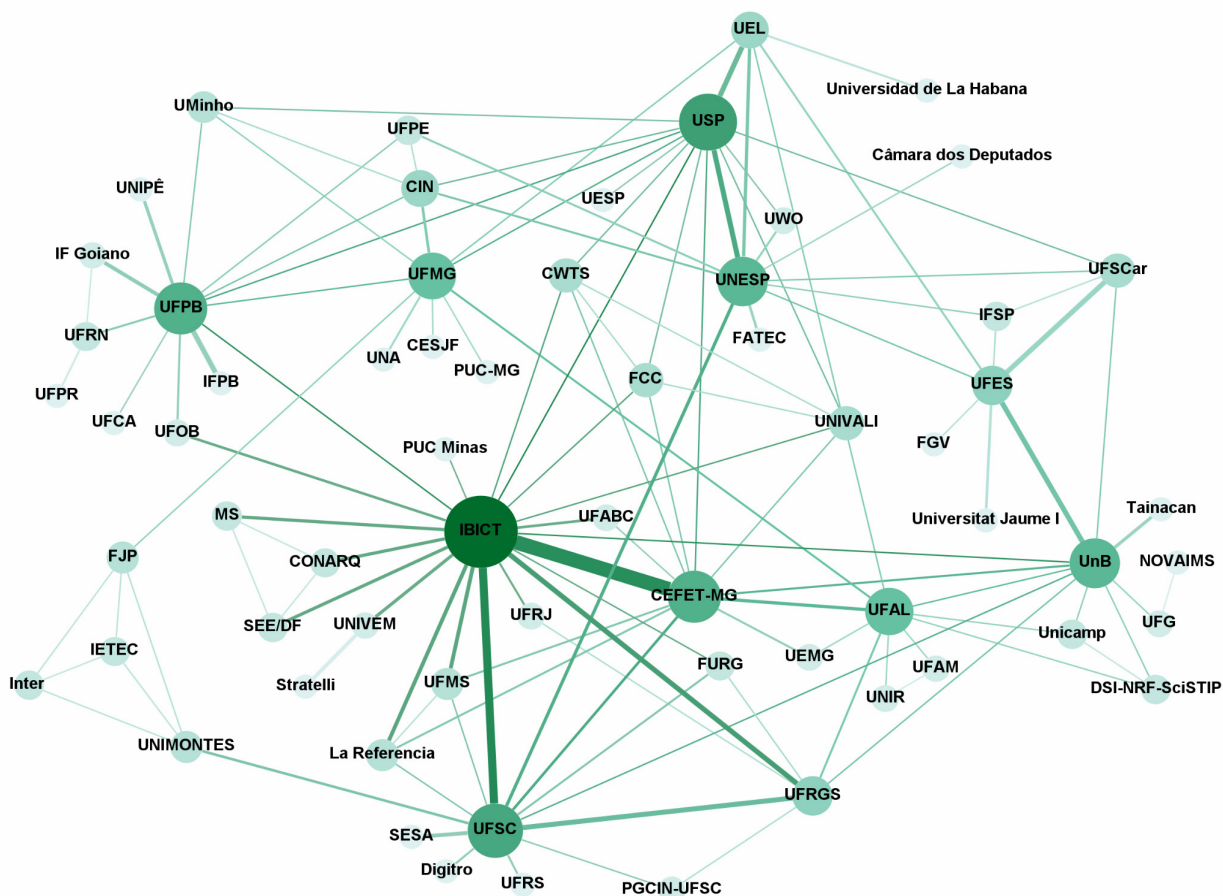 UEL
Universidad de La Habana
UMinho
USP
UFPE
Câmara dos Deputados
UNIPÊ
CIN
UESP
UWO
IF Goiano
UFMG
CWTS
UNESP
UFSCar
UFPB
IFSP
UFRN
UNA
CESJF
PUC-MG
FATEC
UFPR
IFPB
FCC
UFES
UFCA
UFOB
UNIVALI
PUC Minas
FGV
MS
UFABC
Universitat Jaume I
Tainacan
IBICT
FJP
CONARQ
UnB
NOVAIMS
CEFET-MG
SEE/DF
UNIVEM
UFRJ
UFAL
UFG
IETEC
Unicamp
Inter
Stratelli
UFMS
FURG
UEMG
UFAM
UNIR
DSI-NRF-SciSTIP
UNIMONTES
La Referencia
UFRGS
SESA
UFSC
Digitro
UFRS
PGCIN-UFSC